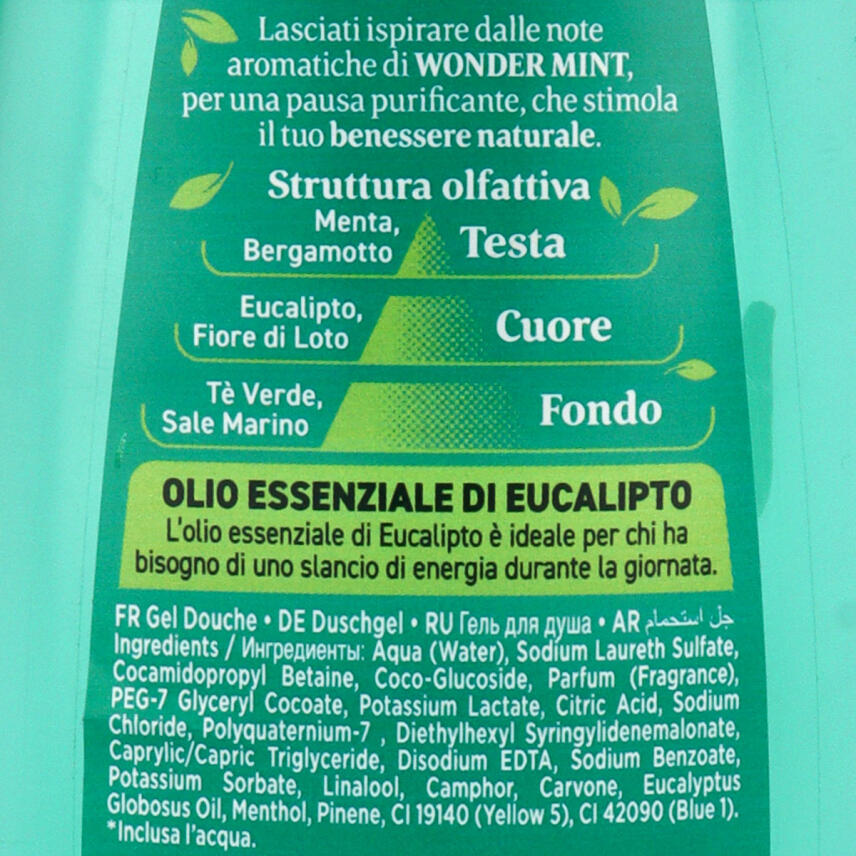 Lasciati ispirare dalle note
aromatiche di WONDER MINT,
per una pausa purificante, che stimola
il tuo benessere naturale.
Struttura olfattiva
Menta,
Bergamotto
Testa
Eucalipto,
Fiore di Loto
Cuore
Tè Verde,
Sale Marino
Fondo
OLIO ESSENZIALE DI EUCALIPTO
L'olio essenziale di Eucalipto è ideale per chi ha
bisogno di uno slancio di energia durante la giornata.
FR Gel Douche • DE Duschgel • RU Гель для душа • AR جل استحمام
Ingredients / Ингредиенты: Aqua (Water), Sodium Laureth Sulfate,
Cocamidopropyl Betaine, Coco-Glucoside, Parfum (Fragrance),
PEG-7 Glyceryl Cocoate, Potassium Lactate, Citric Acid, Sodium
Chloride, Polyquaternium-7 , Diethylhexyl Syringylidenemalonate,
Caprylic/Capric Triglyceride, Disodium EDTA, Sodium Benzoate,
Potassium Sorbate, Linalool, Camphor, Carvone, Eucalyptus
Globosus Oil, Menthol, Pinene, CI 19140 (Yellow 5), CI 42090 (Blue 1).
*Inclusa l'acqua.